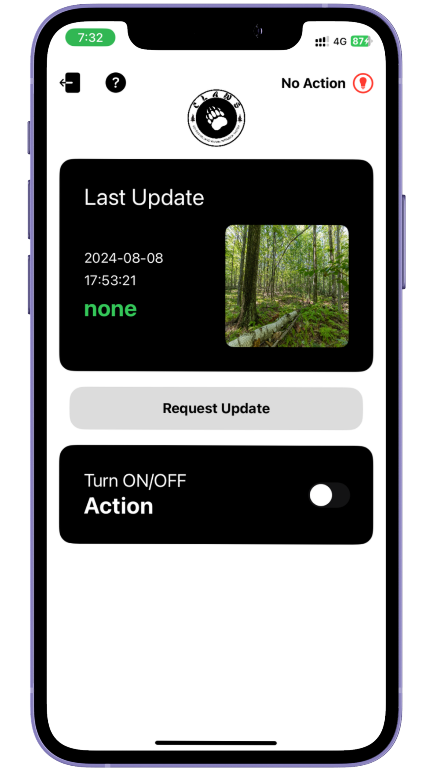 7:32
4G
87
?
No Action
CLAWS
Last Update
2024-08-08
17:53:21
none
Request Update
Turn ON/OFF
Action